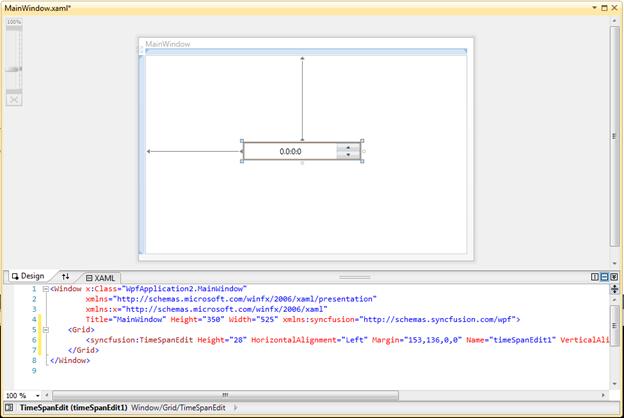 MainWindow.xaml*
100%
MainWindow
0.0:0:0
Design
XAML
1 <Window x:Class="WpfApplication2.MainWindow"
2 xmlns="http://schemas.microsoft.com/winfx/2006/xaml/presentation"
3 xmlns:x="http://schemas.microsoft.com/winfx/2006/xaml"
4 Title="MainWindow" Height="350" Width="525" xmlns:syncfusion="http://schemas.syncfusion.com/wpf">
5 <Grid>
6 <syncfusion:TimeSpanEdit Height="28" HorizontalAlignment="Left" Margin="153,136,0,0" Name="timeSpanEdit1" VerticalAli
7 </Grid>
8 </Window>
9
100 %
TimeSpanEdit (timeSpanEdit1) Window/Grid/TimeSpanEdit